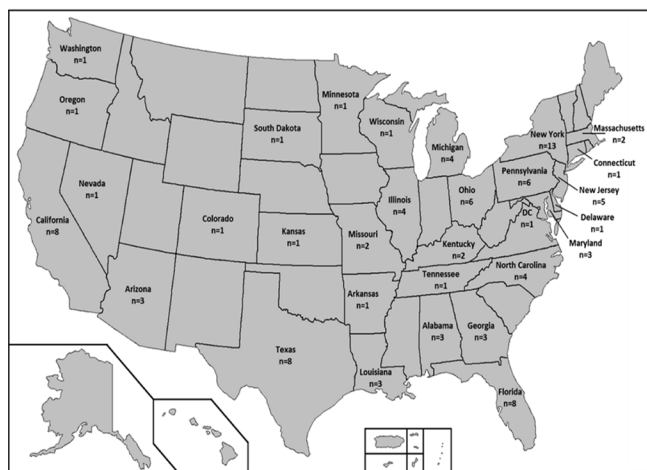 Washington
n=1
Oregon
n=1
California
n=8
Nevada
n=1
Arizona
n=3
Colorado
n=1
South Dakota
n=1
Kansas
n=1
Texas
n=8
Minnesota
n=1
Wisconsin
n=1
Michigan
n=4
Illinois
n=4
Missouri
n=2
Arkansas
n=1
Louisiana
n=3
Ohio
n=6
Kentucky
n=2
Tennessee
n=1
Alabama
n=3
Georgia
n=3
Florida
n=8
North Carolina
n=4
New York
n=13
Pennsylvania
n=6
DC
n=1
Massachusetts
n=2
Connecticut
n=1
New Jersey
n=5
Delaware
n=1
Maryland
n=3